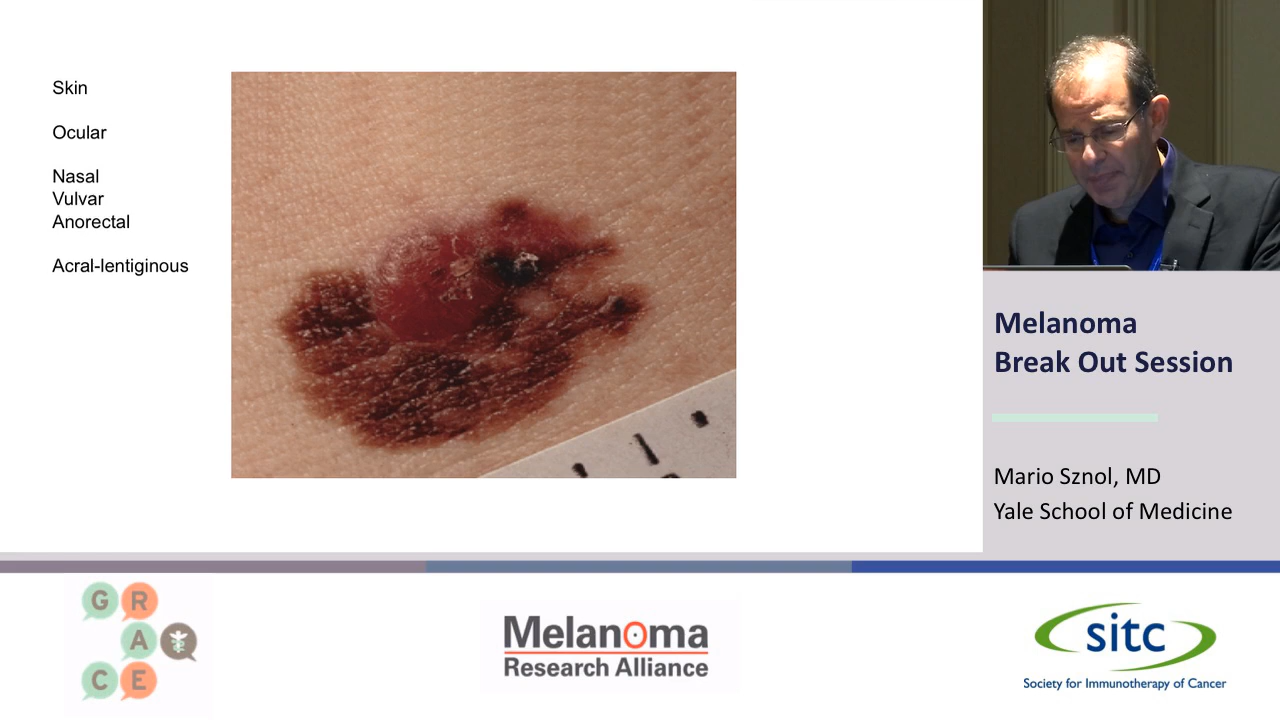 Skin
Ocular
Nasal
Vulvar
Anorectal
Acral-lentiginous
Melanoma
Break Out Session
Mario Sznol, MD
Yale School of Medicine
G R
A
C E
Melanoma
Research Alliance
sitc
Society for Immunotherapy of Cancer